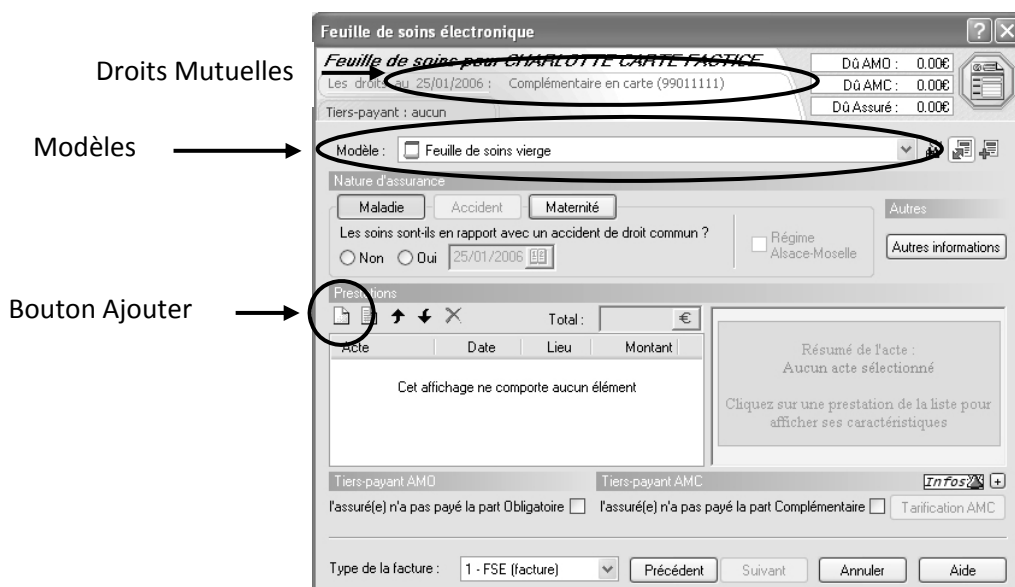 Feuille de soins électronique
Feuille de soins pour CHARLOTTE CARTE FACTICE
Droits Mutuelles
Les droits au 25/01/2006 : Complémentaire en carte (99011111)
Tiers-payant : aucun
Dû AMO : 0.00€
Dû AMC : 0.00€
Dû Assuré : 0.00€
Modèles
Modèle : Feuille de soins vierge
Nature d'assurance
Maladie Accident Maternité
Les soins sont-ils en rapport avec un accident de droit commun ?
Non Oui 25/01/2006
Régime
Alsace-Moselle
Autres
Autres informations
Bouton Ajouter
Prestations
Total : €
Acte Date Lieu Montant
Cet affichage ne comporte aucun élément
Résumé de l'acte :
Aucun acte sélectionné
Cliquez sur une prestation de la liste pour
afficher ses caractéristiques
Tiers-payant AMO
Tiers-payant AMC
Infos
l'assuré(e) n'a pas payé la part Obligatoire
l'assuré(e) n'a pas payé la part Complémentaire
Tarification AMC
Type de la facture : 1 - FSE (facture)
Précédent Suivant Annuler Aide